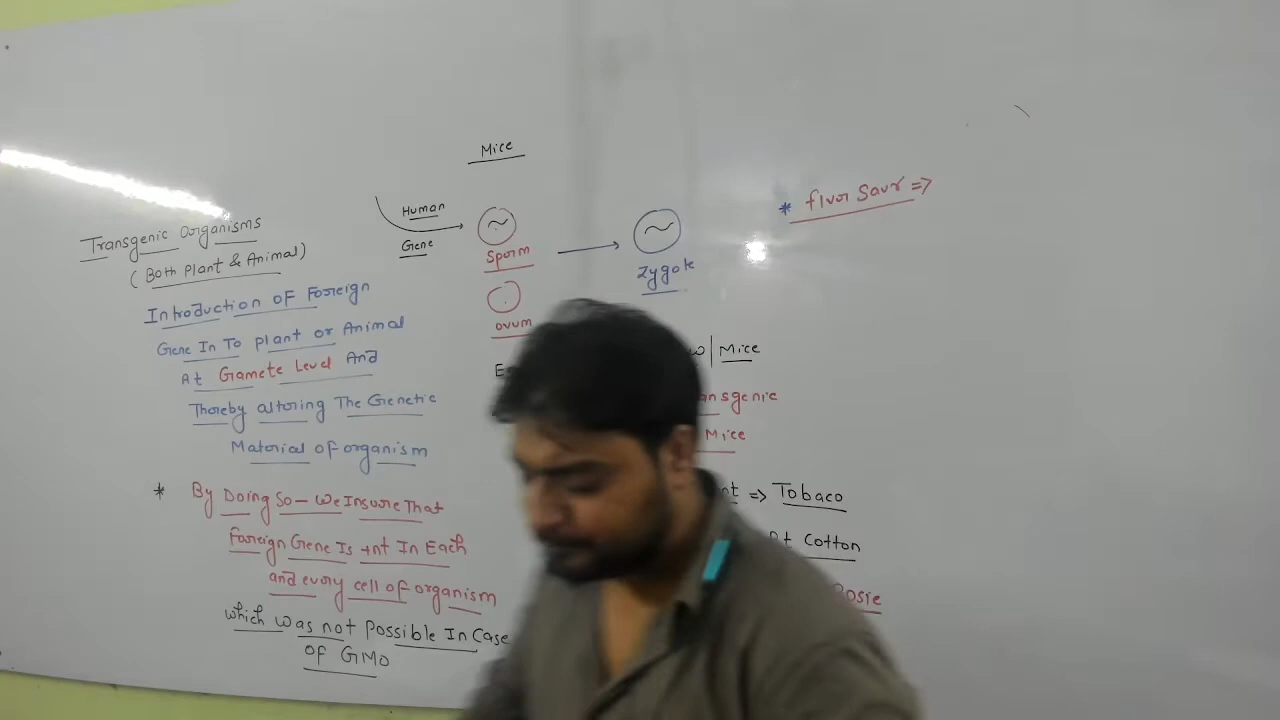 Transgenic Organisms
(Both Plant & Animal)
Introduction OF Foreign
Gene In To plant or Animal
At Gamete Level And
Thereby altering The Genetic
Material of organism
* By Doing So - We Insure That
Foreign Gene Is +nt In Each
and every cell of organism
which was not Possible In Case
of GMO
Mice
Human
Gene
Sperm
Ovum
Zygote
| Mice
Mice
=> Tobaco
Cotton
Rosie
* flvor Savr =>